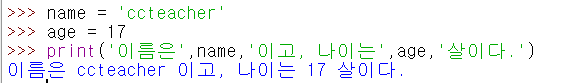 >>> name = 'ccteacher'
>>> age = 17
>>> print('이름은',name,'이고, 나이는',age,'살이다.')
이름은 ccteacher 이고, 나이는 17 살이다.